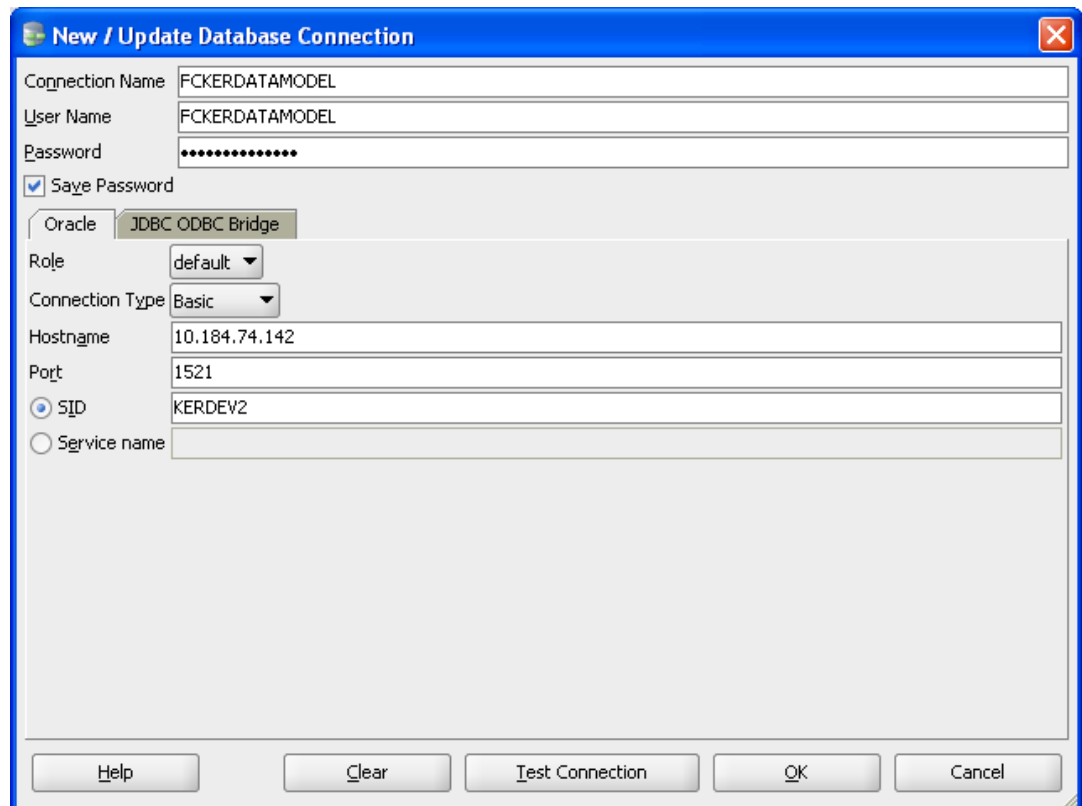 New / Update Database Connection
Connection Name FCKERDATAMODEL
User Name FCKERDATAMODEL
Password ••••••••••••••
Save Password
Oracle JDBC ODBC Bridge
Role default
Connection Type Basic
Hostname 10.184.74.142
Port 1521
SID KERDEV2
Service name
Help Clear Test Connection OK Cancel